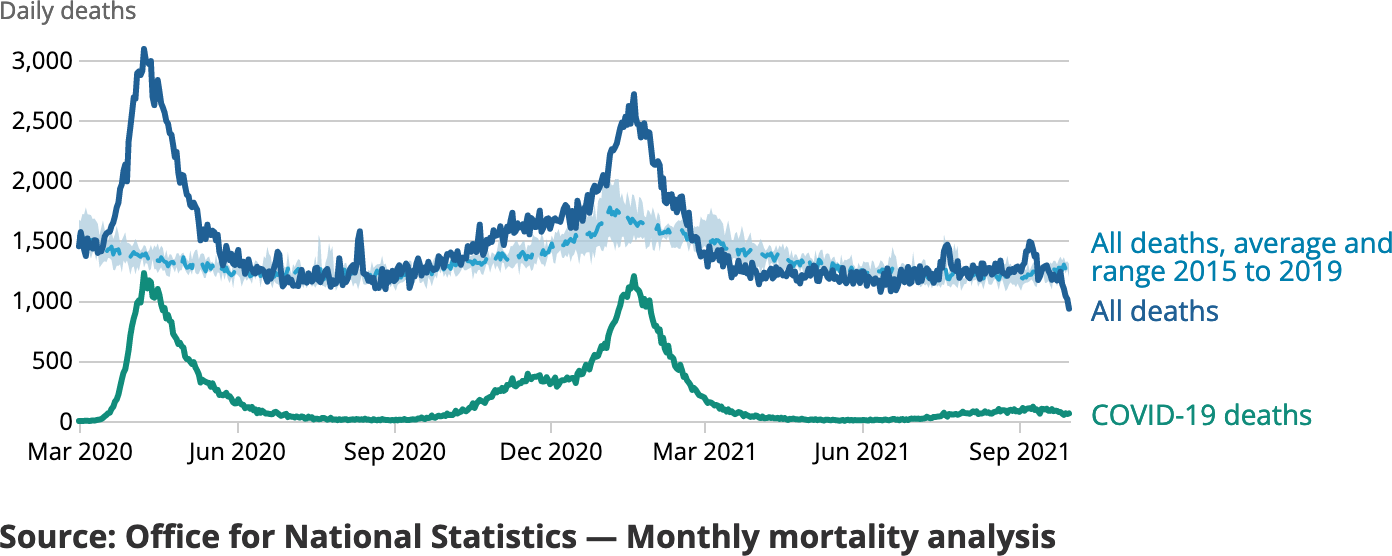 Daily deaths
3,000
2,500
2,000
1,500
1,000
500
0
Mar 2020 Jun 2020 Sep 2020 Dec 2020 Mar 2021 Jun 2021 Sep 2021
All deaths, average and
range 2015 to 2019
All deaths
COVID-19 deaths
Source: Office for National Statistics — Monthly mortality analysis